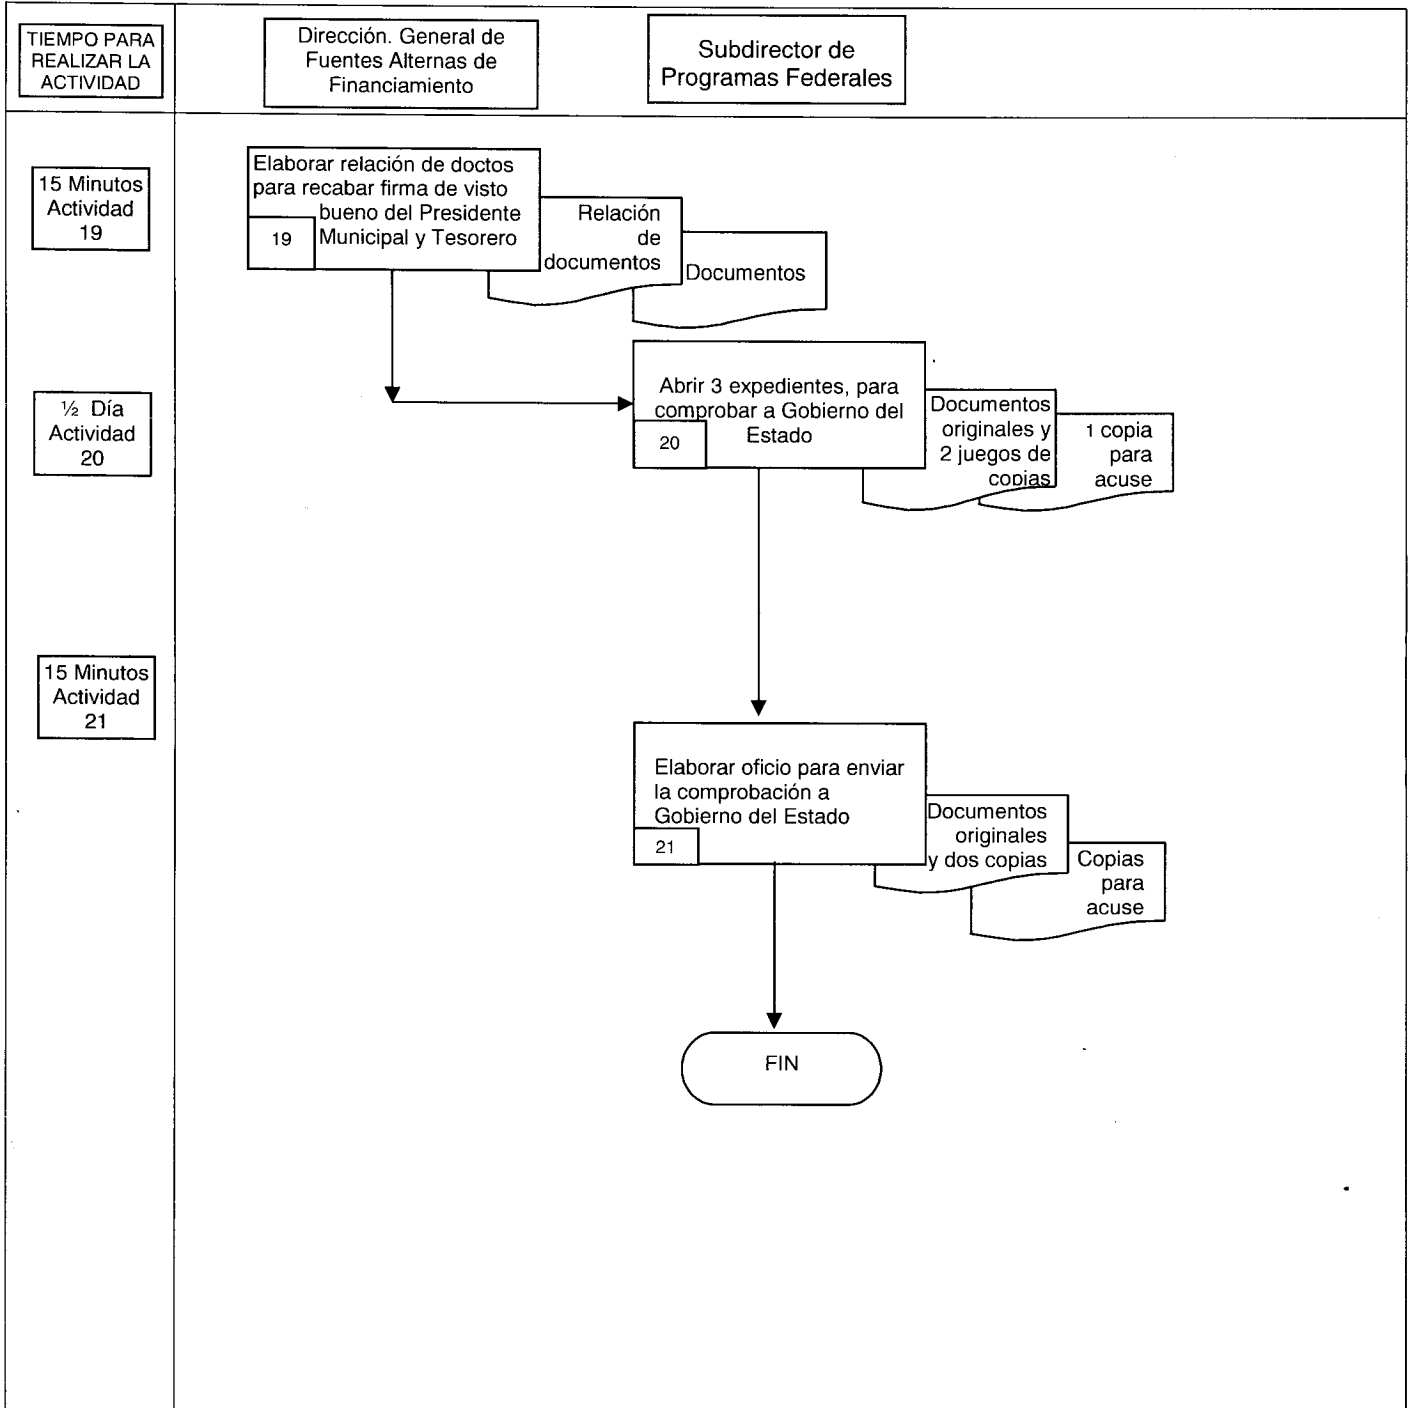 TIEMPO PARA
REALIZAR LA
ACTIVIDAD
Dirección. General de
Fuentes Alternas de
Financiamiento
Subdirector de
Programas Federales
15 Minutos
Actividad
19
Elaborar relación de doctos
para recabar firma de visto
bueno del Presidente
Municipal y Tesorero
19
Relación
de
documentos
Documentos
½ Día
Actividad
20
Abrir 3 expedientes, para
comprobar a Gobierno del
Estado
20
Documentos
originales y
2 juegos de
copias
1 copia
para
acuse
15 Minutos
Actividad
21
Elaborar oficio para enviar
la comprobación a
Gobierno del Estado
21
Documentos
originales
y dos copias
Copias
para
acuse
FIN